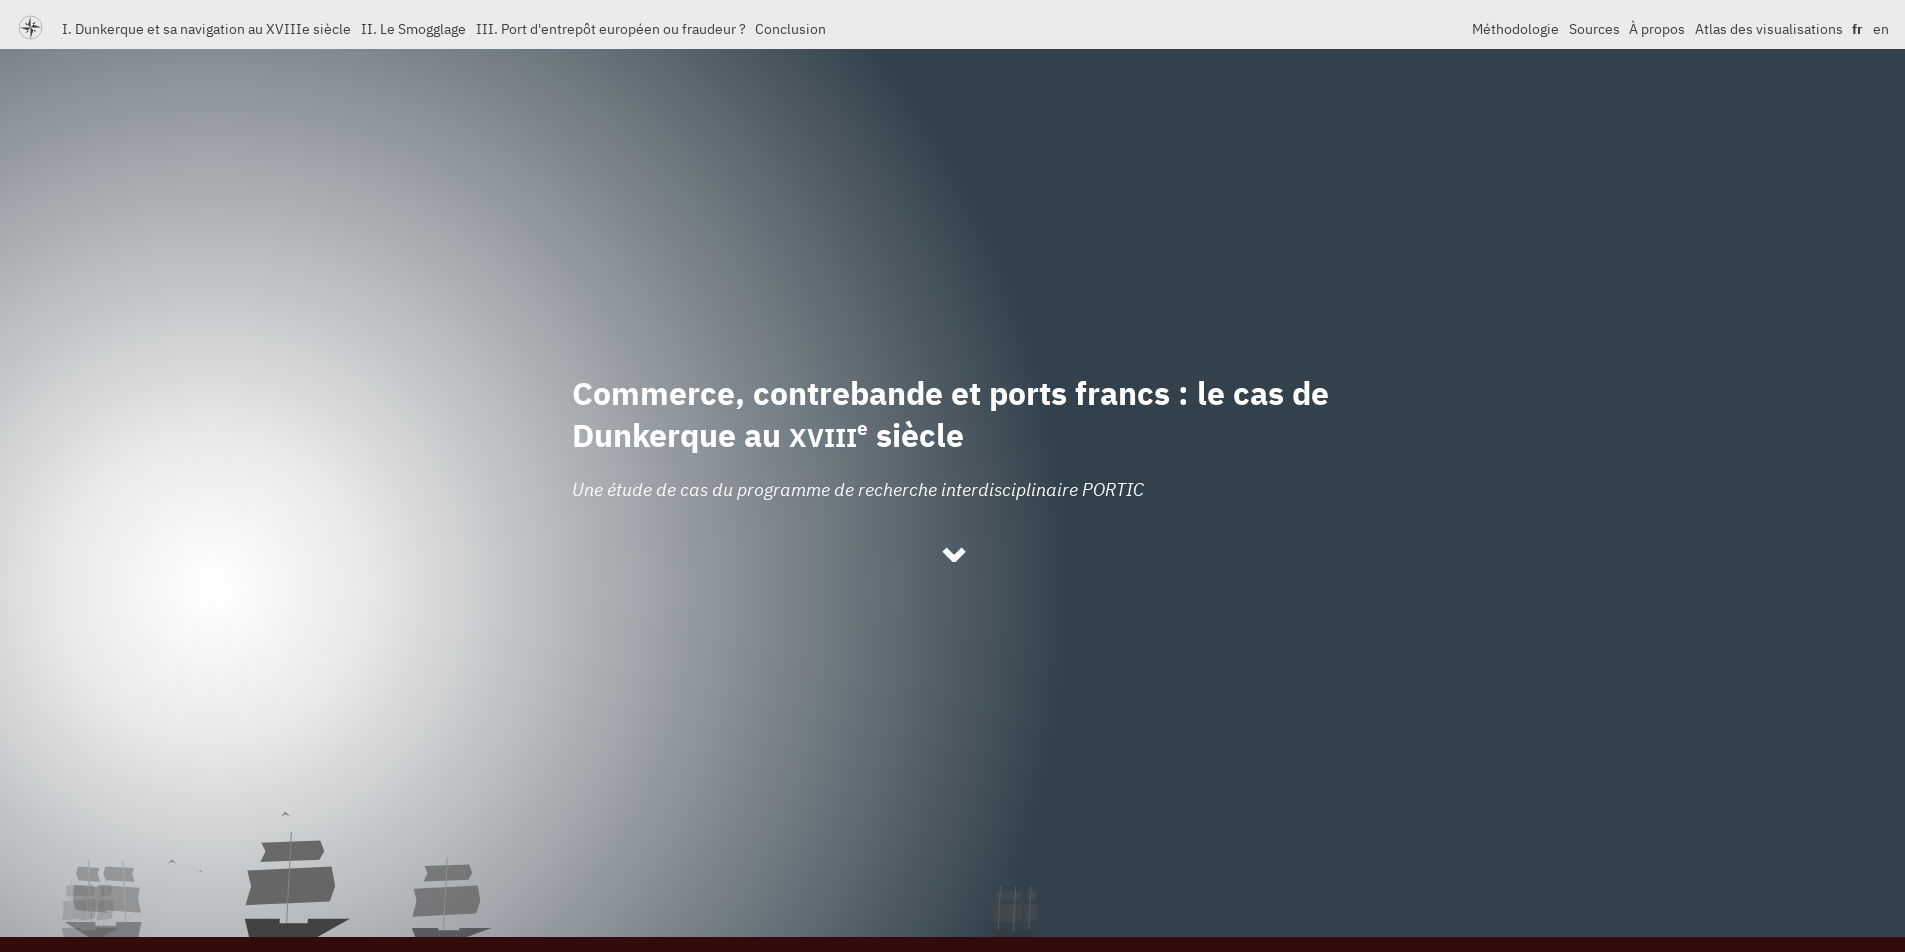 I. Dunkerque et sa navigation au XVIIIe siècle II. Le Smogglage III. Port d'entrepôt européen ou fraudeur ? Conclusion Méthodologie Sources À propos Atlas des visualisations fr en
Commerce, contrebande et ports francs : le cas de
Dunkerque au XVIIIe siècle
Une étude de cas du programme de recherche interdisciplinaire PORTIC